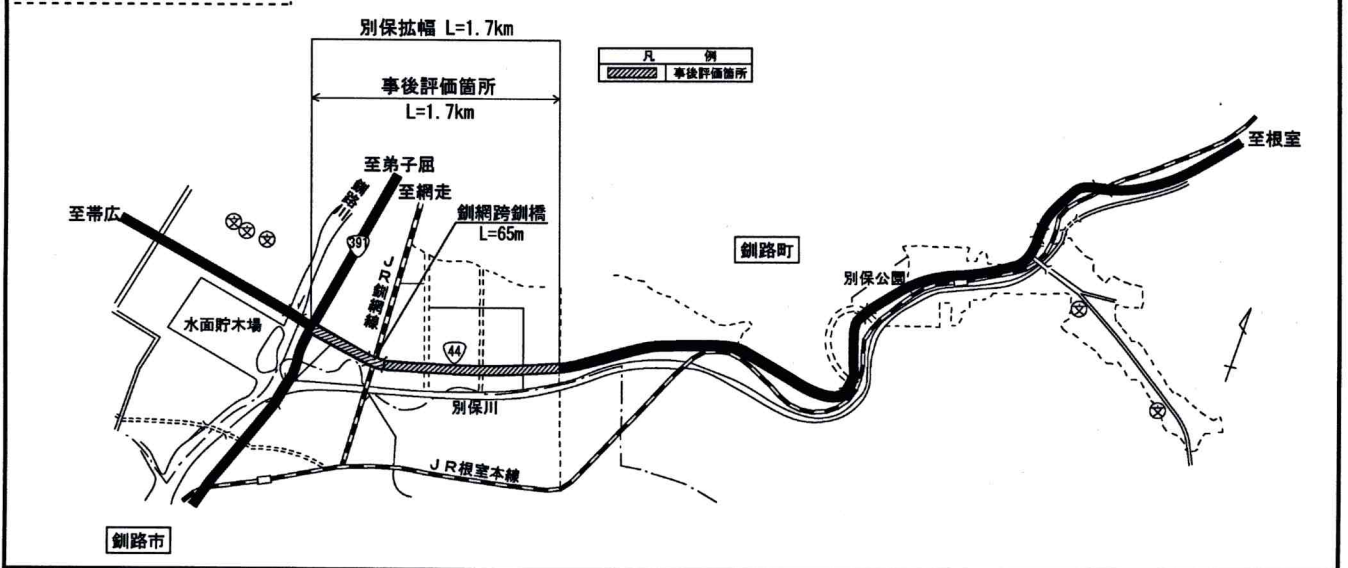 別保拡幅 L=1.7km
凡 例
事後評価箇所
事後評価箇所
L=1.7km
至弟子屈
至網走
釧路川
391
至帯広
釧網跨釧橋
L=65m
JR釧網線
至根室
釧路町
別保公園
水面貯木場
44
別保川
JR根室本線
釧路市